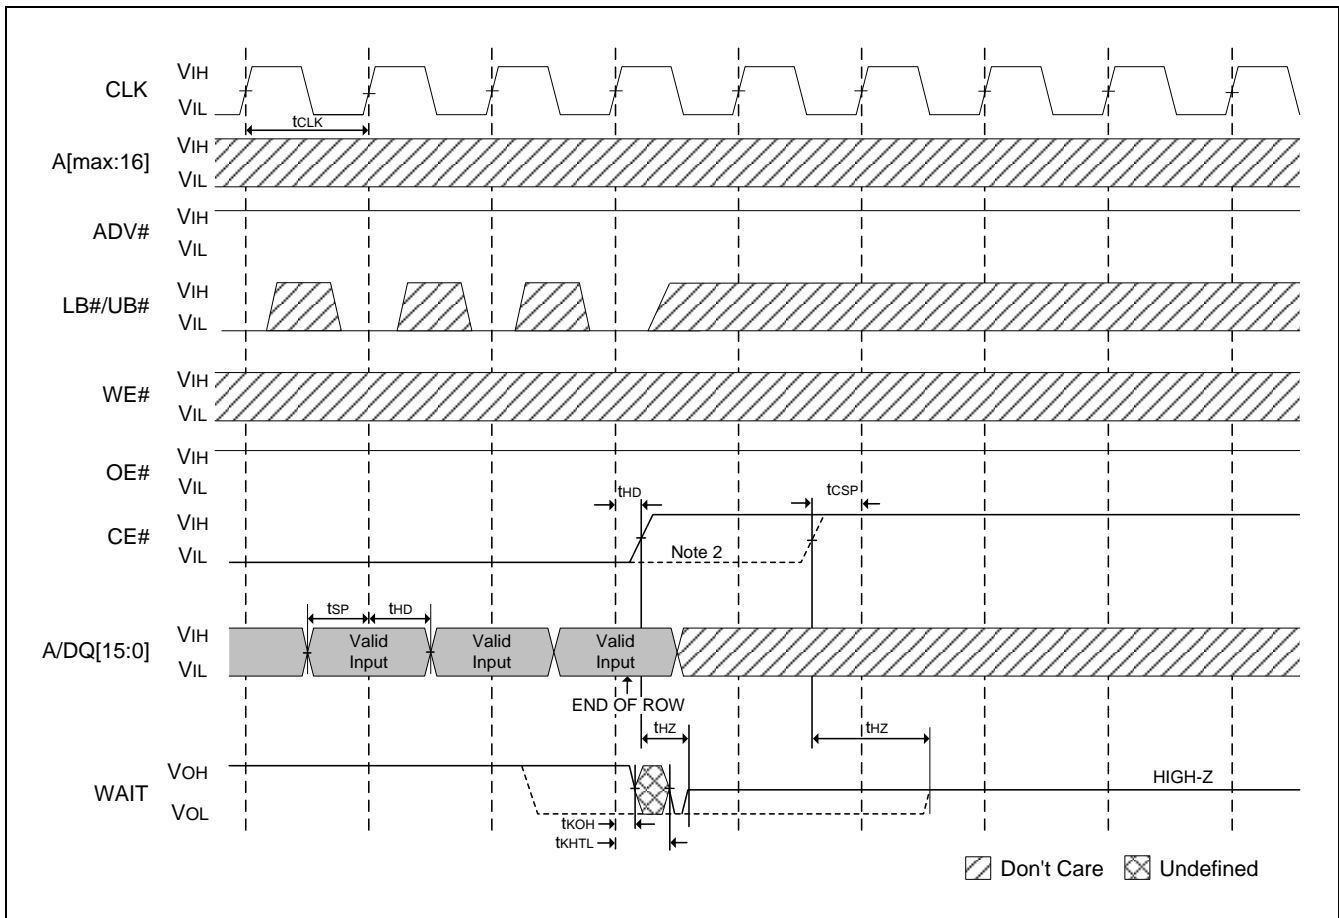 CLK VIH
VIL
tCLK
A[max:16] VIH
VIL
ADV# VIH
VIL
LB#/UB# VIH
VIL
WE# VIH
VIL
OE# VIH
VIL
tHD tCSP
CE# VIH
VIL Note 2
tSP tHD
A/DQ[15:0] VIH Valid Input Valid Input Valid Input
VIL
END OF ROW
tHZ tHZ
WAIT VOH
VOL
HIGH-Z
tKOH
tKHTL
Don't Care Undefined